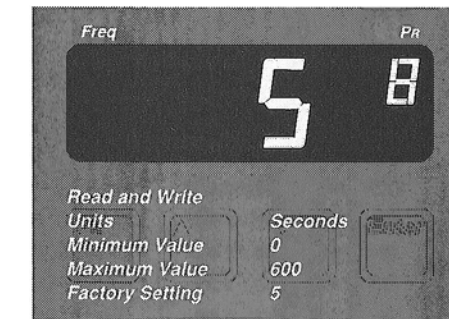 Freq PR
5 8
Read and Write
Units Seconds
Minimum Value 0
Maximum Value 600
Factory Setting 5